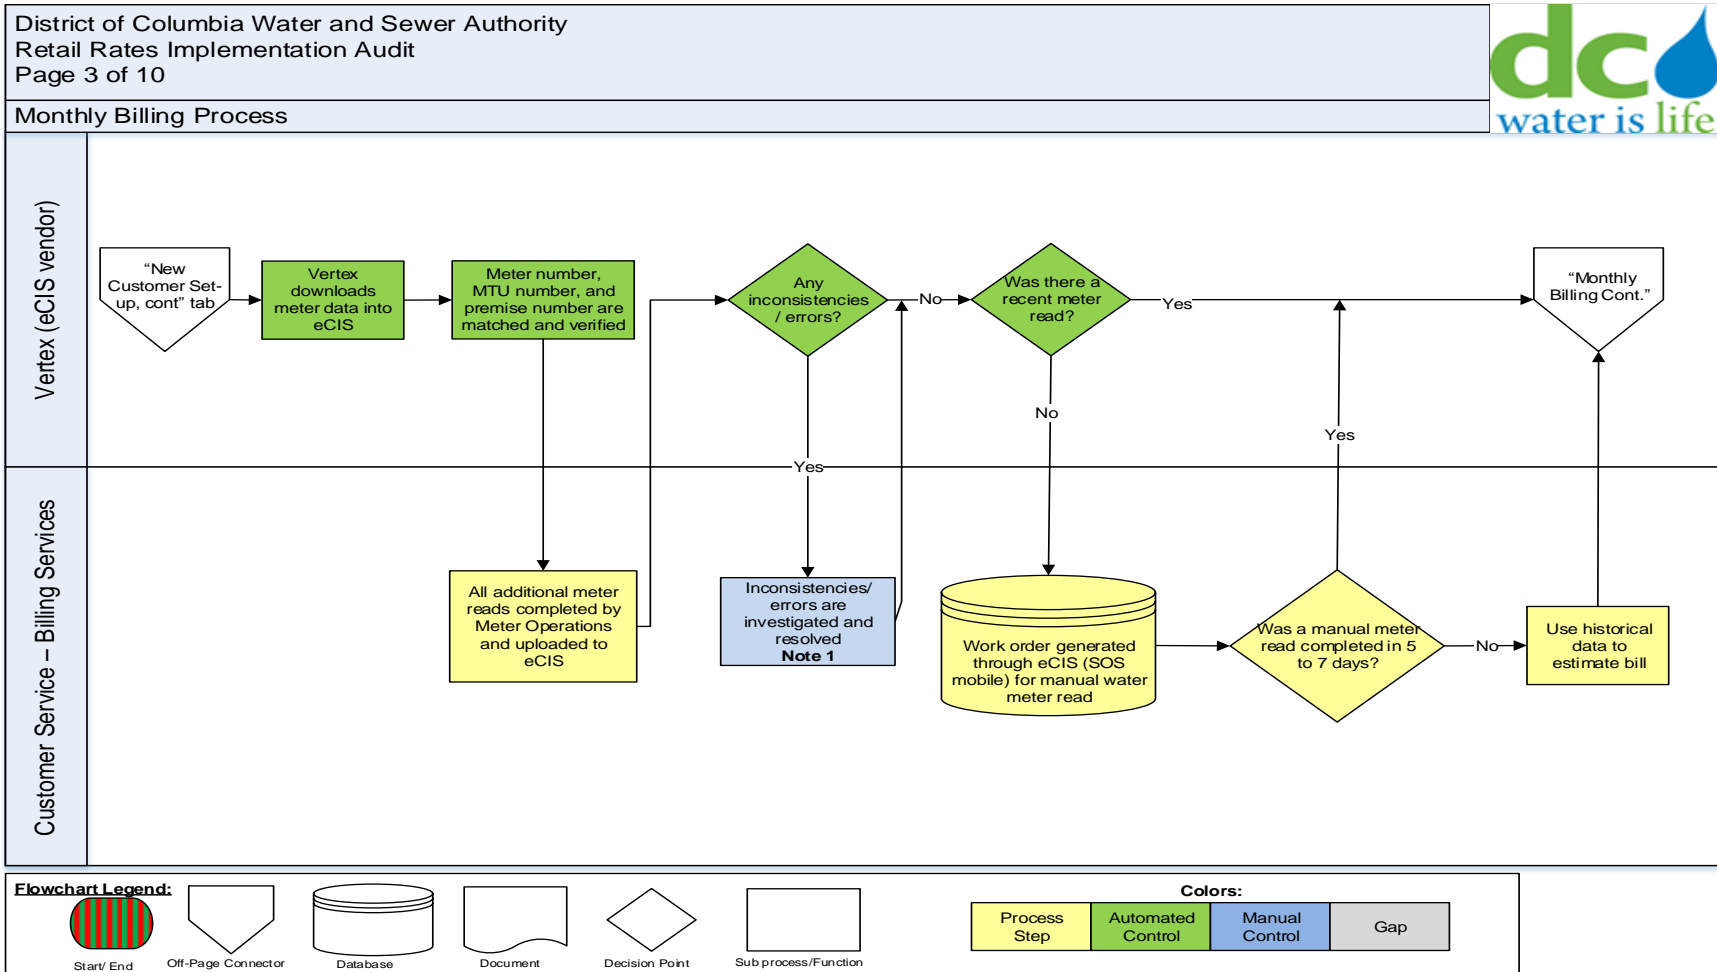 District of Columbia Water and Sewer Authority
Retail Rates Implementation Audit
Page 3 of 10
Monthly Billing Process
dc
water is life
Vertex (eCIS vendor)
“New
Customer Set-
up, cont” tab
Vertex
downloads
meter data into
eCIS
Meter number,
MTU number, and
premise number are
matched and verified
Any
inconsistencies
/ errors?
No
Was there a
recent meter
read?
Yes
“Monthly
Billing Cont.”
No
Yes
Yes
Customer Service – Billing Services
All additional meter
reads completed by
Meter Operations
and uploaded to
eCIS
Inconsistencies/
errors are
investigated and
resolved
Note 1
Work order generated
through eCIS (SOS
mobile) for manual water
meter read
Was a manual meter
read completed in 5
to 7 days?
No
Use historical
data to
estimate bill
Flowchart Legend:
Start/ End
Off-Page Connector
Database
Document
Decision Point
Sub process/Function
Colors:
Process
Step
Automated
Control
Manual
Control
Gap